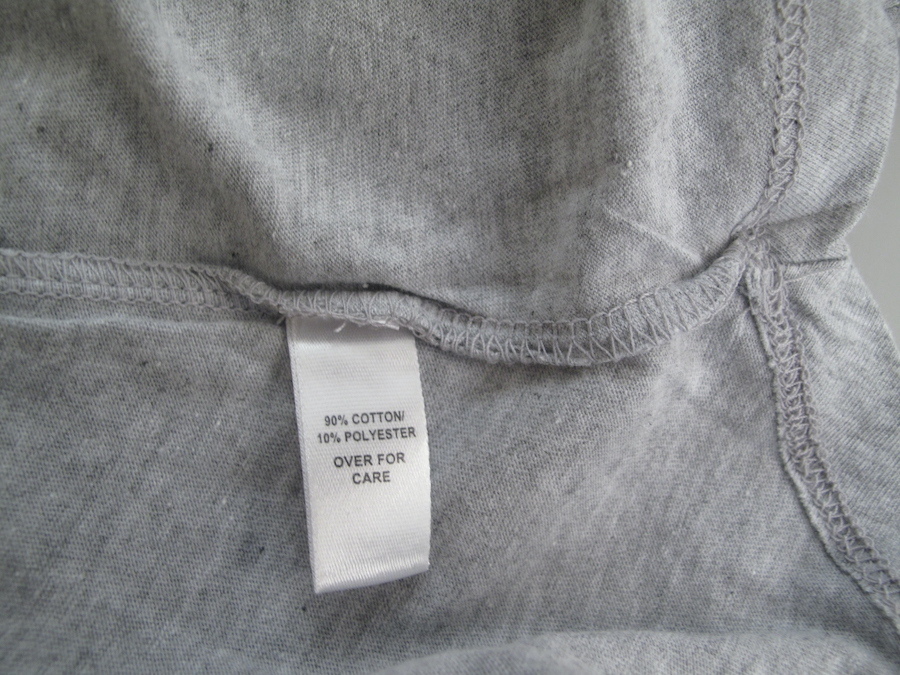 90% COTTON/
10% POLYESTER
OVER FOR
CARE